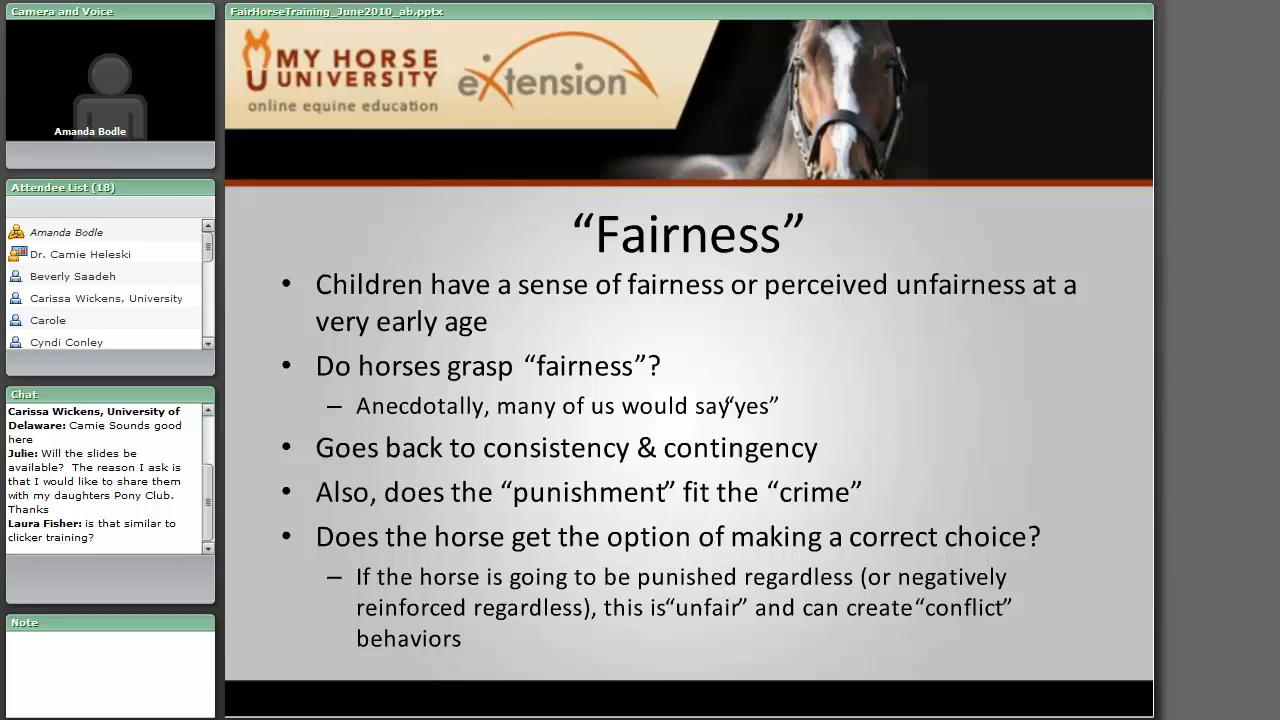 Camera and Voice
Amanda Bodle
Attendee List (18)
Amanda Bodle
Dr. Camie Heleski
Beverly Saadeh
Carissa Wickens, University
Carole
Cyndi Conley
Chat
Carissa Wickens, University of
Delaware: Camie Sounds good
here
Julie: Will the slides be
available? The reason I ask is
that I would like to share them
with my daughters Pony Club.
Thanks
Laura Fisher: is that similar to
clicker training?
Note
FairHorseTraining_June2010_ab.pptx
MY HORSE
UNIVERSITY
online equine education
eXtension
“Fairness”
• Children have a sense of fairness or perceived unfairness at a
very early age
• Do horses grasp “fairness”?
– Anecdotally, many of us would say“yes”
• Goes back to consistency & contingency
• Also, does the “punishment” fit the “crime”
• Does the horse get the option of making a correct choice?
– If the horse is going to be punished regardless (or negatively
reinforced regardless), this is“unfair” and can create“conflict”
behaviors